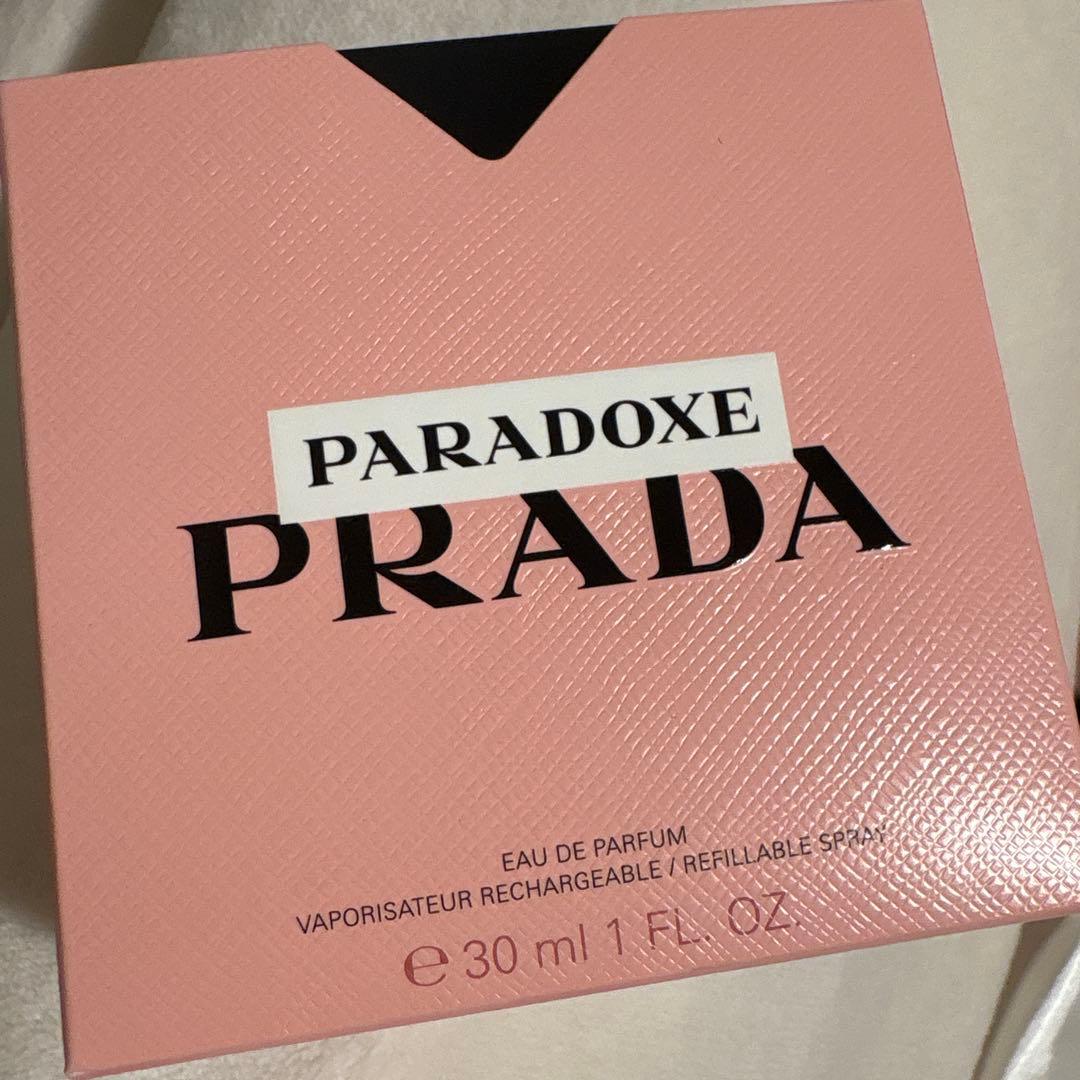 PARADOXE
PRADA
EAU DE PARFUM
VAPORISATEUR RECHARGEABLE / REFILLABLE SPRAY
℮ 30 ml 1 FL. OZ.